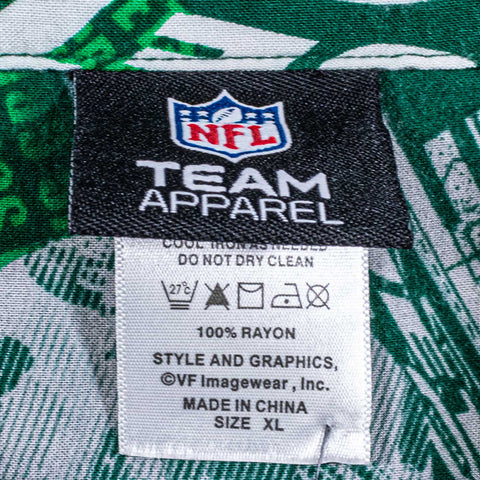 NFL
TEAM
APPAREL
COOL IRON AS NEEDED
DO NOT DRY CLEAN
27°c
100% RAYON
STYLE AND GRAPHICS,
©VF Imagewear, Inc.
MADE IN CHINA
SIZE XL